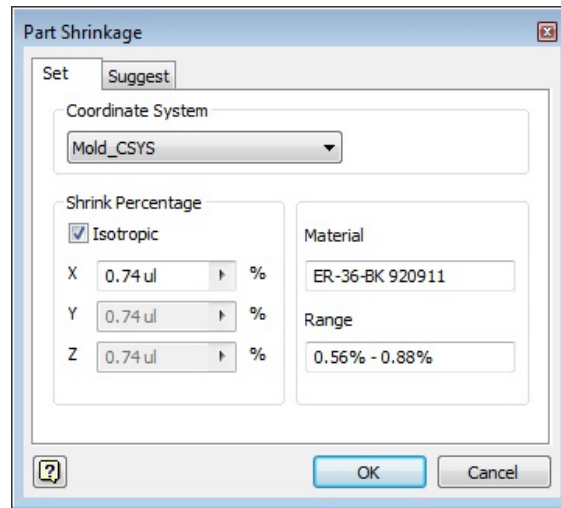 Part Shrinkage
Set Suggest
Coordinate System
Mold_CSYS
Shrink Percentage
Isotropic
X 0.74 ul %
Y 0.74 ul %
Z 0.74 ul %
Material
ER-36-BK 920911
Range
0.56% - 0.88%
? OK Cancel